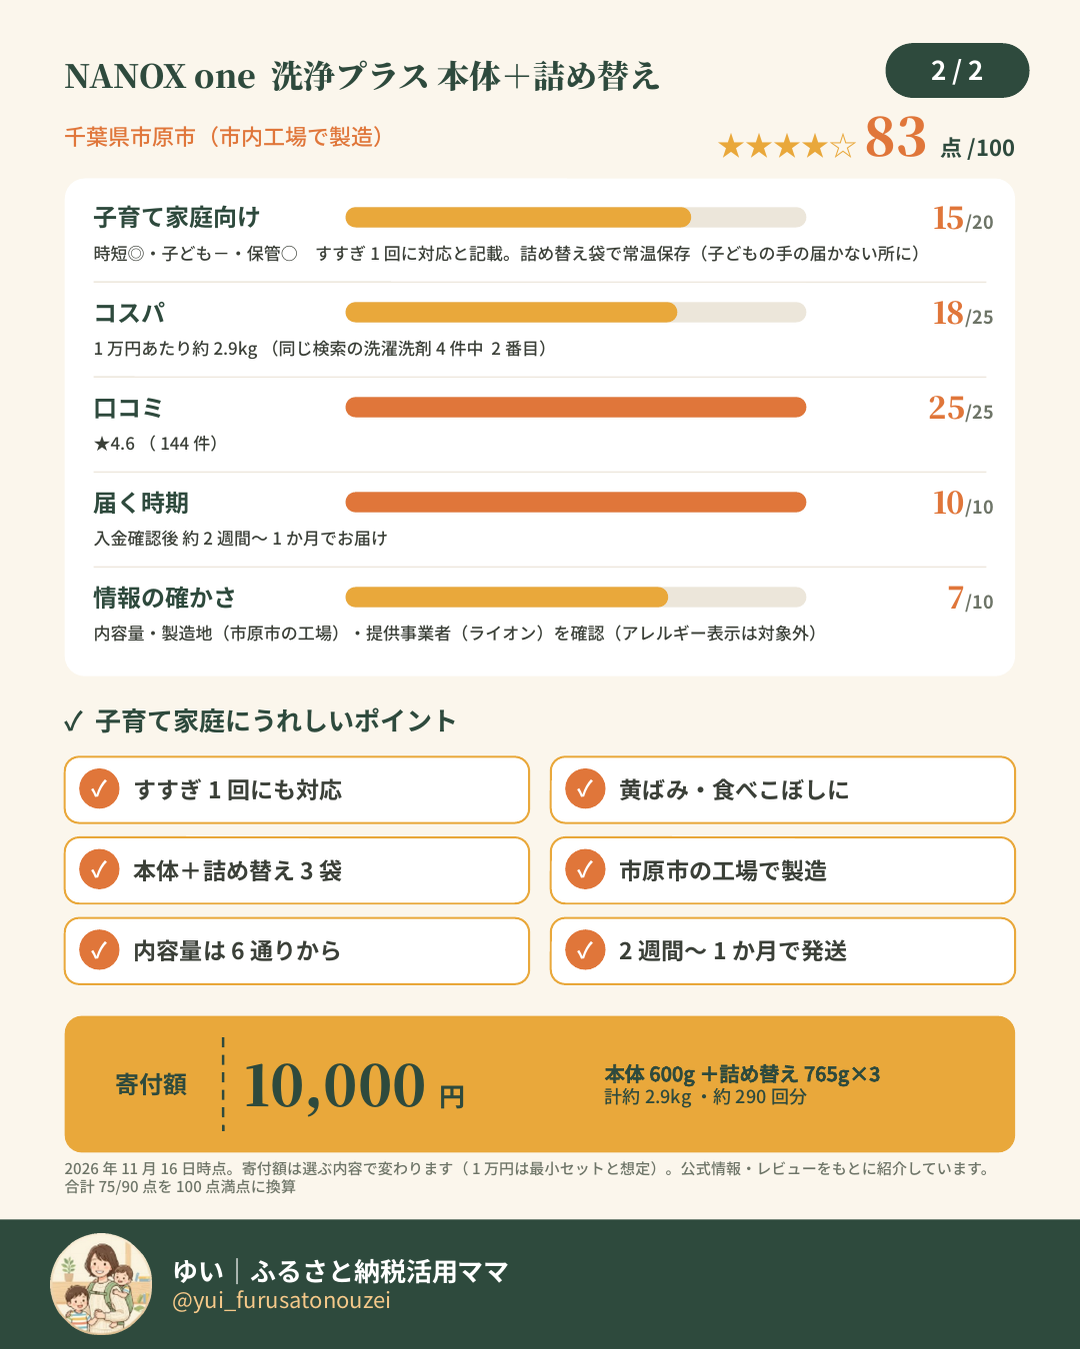 NANOX one 洗浄プラス 本体＋詰め替え
2 / 2
千葉県市原市（市内工場で製造）
★★★★☆ 83 点 /100
子育て家庭向け 15/20
時短◎・子どもー・保管○　すすぎ 1 回に対応と記載。詰め替え袋で常温保存（子どもの手の届かない所に）
コスパ 18/25
1 万円あたり約 2.9kg（同じ検索の洗濯洗剤 4 件中 2 番目）
口コミ 25/25
★4.6（ 144 件）
届く時期 10/10
入金確認後 約 2 週間〜 1 か月でお届け
情報の確かさ 7/10
内容量・製造地（市原市の工場）・提供事業者（ライオン）を確認（アレルギー表示は対象外）
✓ 子育て家庭にうれしいポイント
✓ すすぎ 1 回にも対応
✓ 黄ばみ・食べこぼしに
✓ 本体＋詰め替え 3 袋
✓ 市原市の工場で製造
✓ 内容量は 6 通りから
✓ 2 週間〜 1 か月で発送
寄付額 10,000 円
本体 600g ＋詰め替え 765g×3
計約 2.9kg ・約 290 回分
2026 年 11 月 16 日時点。寄付額は選ぶ内容で変わります（ 1 万円は最小セットと想定）。公式情報・レビューをもとに紹介しています。
合計 75/90 点を 100 点満点に換算
ゆい｜ふるさと納税活用ママ
@yui_furusatonouzei